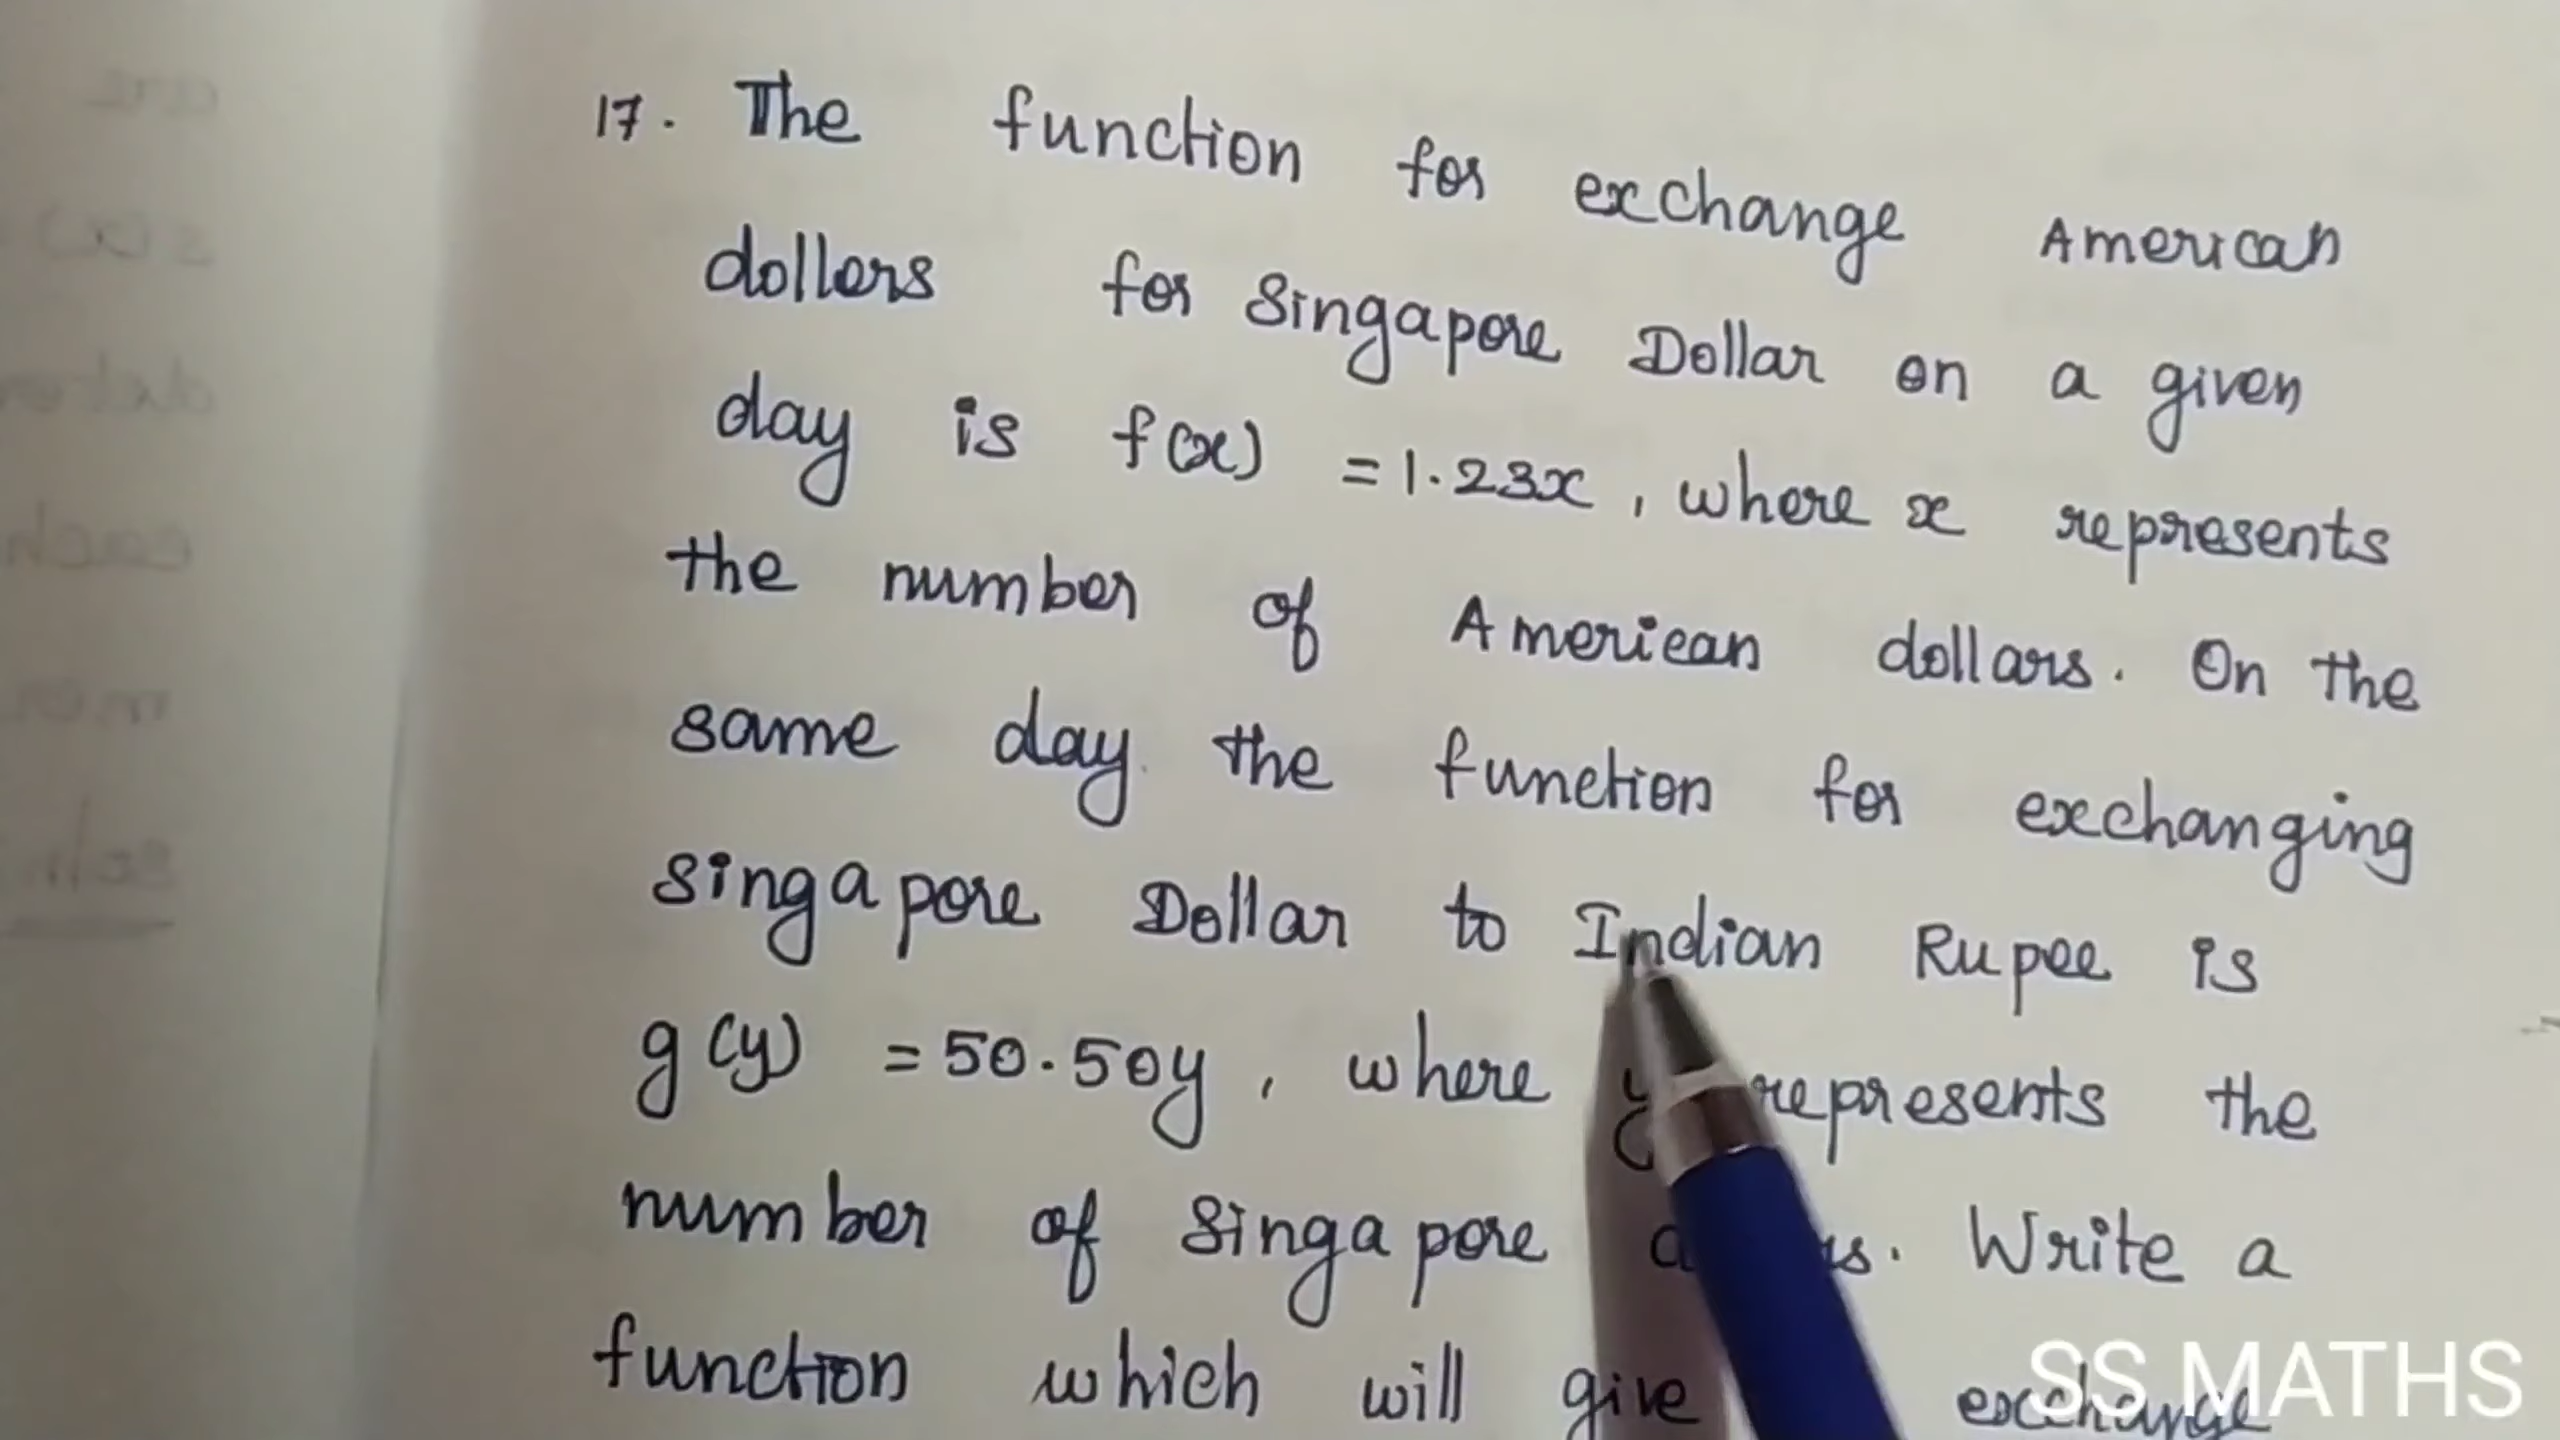 17. The function for exchange American
dollers for Singapore Dollar on a given
day is f(x) = 1.23x, where x represents
the number of American dollars. On the
same day the function for exchanging
singapore Dollar to Indian Rupee is
g(y) = 50.50y, where y represents the
number of Singapore Write a
function which will give exchange
SS MATHS